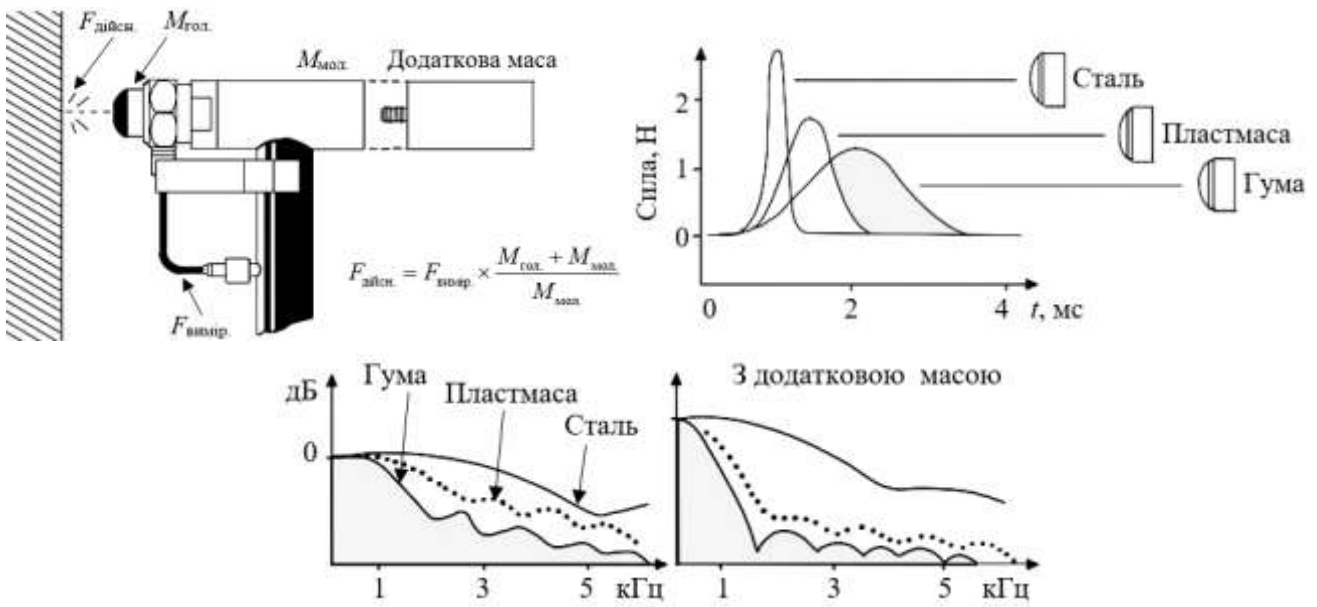 Fдійсн. Mгол.
Mмол. Додаткова маса
Fдійсн. = Fвимір. × (Mгол. + Mмол.) / Mмол.
Fвимір.
Сила, Н
2
1
0
0 2 4 t, мс
Сталь
Пластмаса
Гума
дБ
0
Гума
Пластмаса
Сталь
1 3 5 кГц
З додатковою масою
1 3 5 кГц